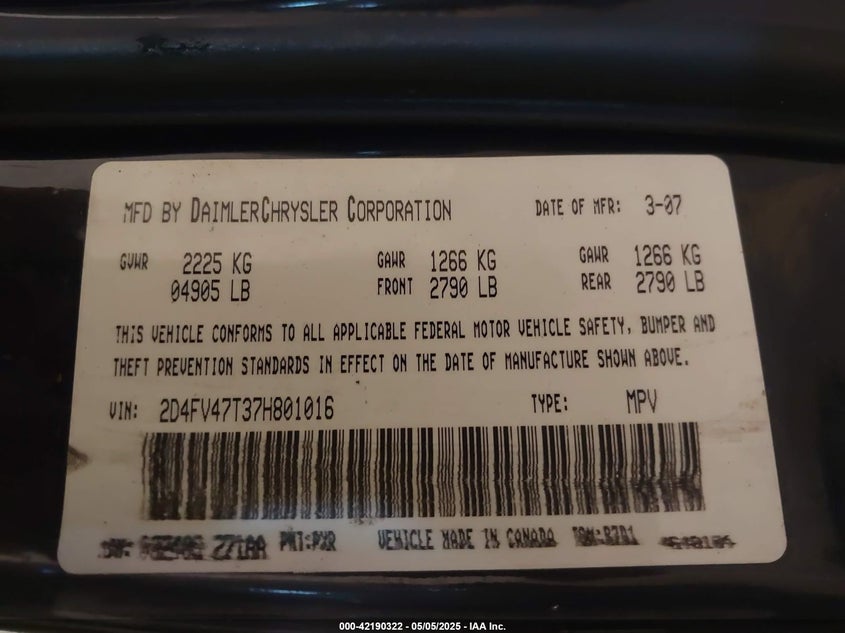 MFD BY DAIMLERCHRYSLER CORPORATION DATE OF MFR: 3-07
GVWR 2225 KG GAWR 1266 KG GAWR 1266 KG
04905 LB FRONT 2790 LB REAR 2790 LB
THIS VEHICLE CONFORMS TO ALL APPLICABLE FEDERAL MOTOR VEHICLE SAFETY, BUMPER AND
THEFT PREVENTION STANDARDS IN EFFECT ON THE DATE OF MANUFACTURE SHOWN ABOVE.
VIN: 2D4FV47T37H801016 TYPE: MPV
271AA PNT:PXR VEHICLE MADE IN CANADA
000-42190322 - 05/05/2025 - IAA Inc.